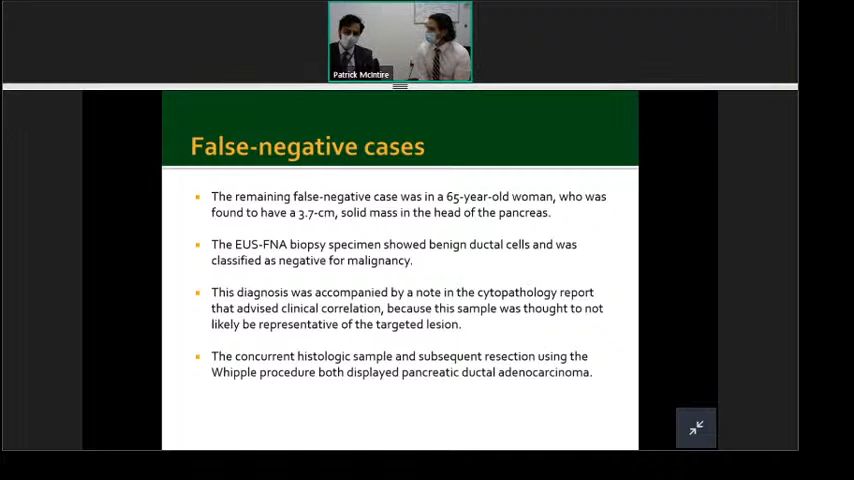 Patrick McIntire
False-negative cases
The remaining false-negative case was in a 65-year-old woman, who was
found to have a 3.7-cm, solid mass in the head of the pancreas.
The EUS-FNA biopsy specimen showed benign ductal cells and was
classified as negative for malignancy.
This diagnosis was accompanied by a note in the cytopathology report
that advised clinical correlation, because this sample was thought to not
likely be representative of the targeted lesion.
The concurrent histologic sample and subsequent resection using the
Whipple procedure both displayed pancreatic ductal adenocarcinoma.